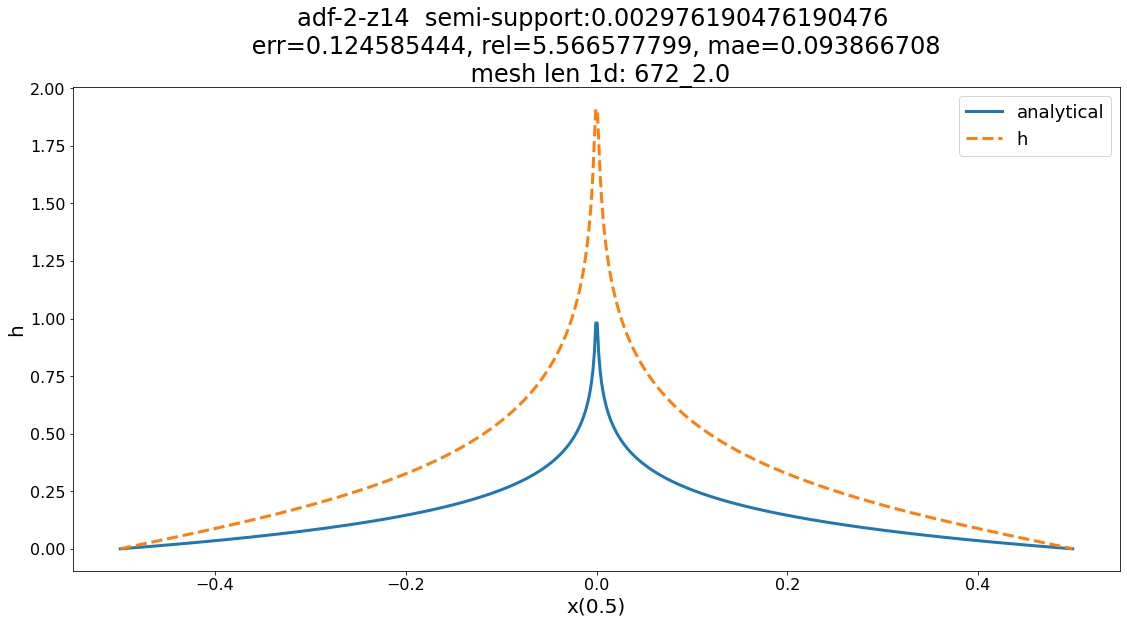 adf-2-z14  semi-support:0.002976190476190476
err=0.124585444, rel=5.566577799, mae=0.093866708
mesh len 1d: 672_2.0
analytical
h
2.00
1.75
1.50
1.25
1.00
0.75
0.50
0.25
0.00
h
−0.4
−0.2
0.0
0.2
0.4
x(0.5)